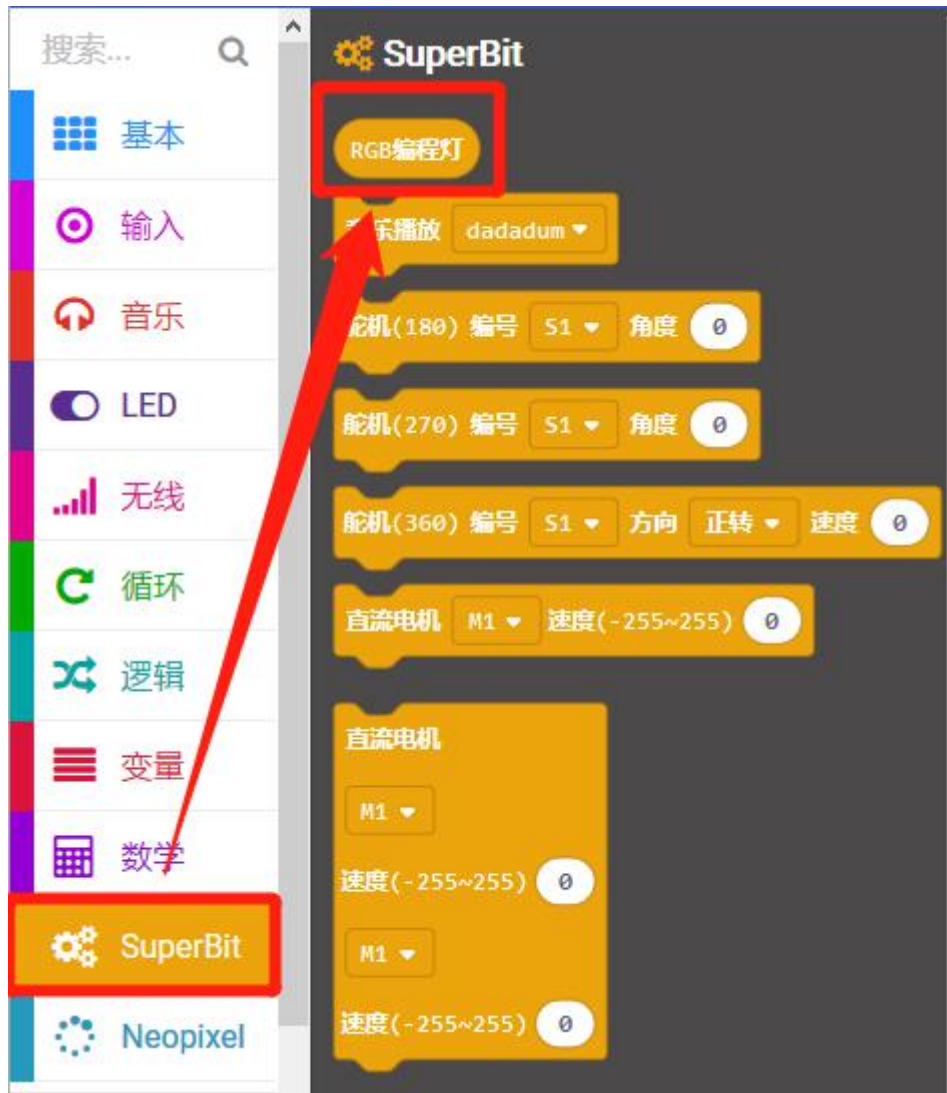 搜索...
基本
输入
音乐
LED
无线
循环
逻辑
变量
数学
SuperBit
Neopixel
SuperBit
RGB编程灯
乐播放 dadadum
舵机(180) 编号 S1 角度 0
舵机(270) 编号 S1 角度 0
舵机(360) 编号 S1 方向 正转 速度 0
直流电机 M1 速度(-255~255) 0
直流电机
M1
速度(-255~255) 0
M1
速度(-255~255) 0